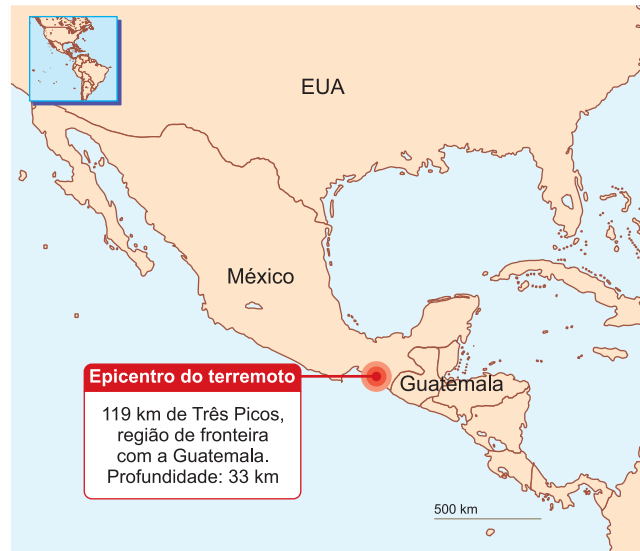 EUA
México
Epicentro do terremoto
119 km de Três Picos,
região de fronteira
com a Guatemala.
Profundidade: 33 km
Guatemala
500 km